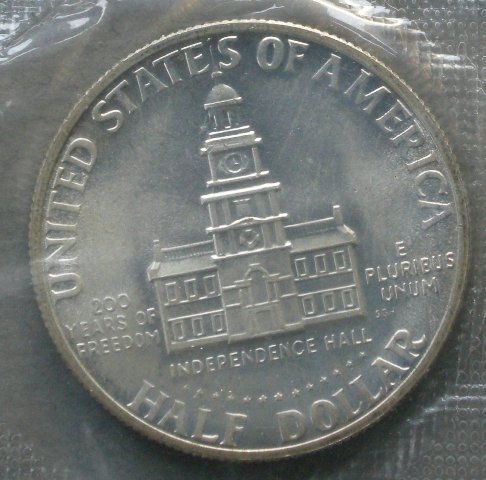 UNITED STATES OF AMERICA
200
YEARS OF
FREEDOM
E
PLURIBUS
UNUM
INDEPENDENCE HALL
HALF DOLLAR